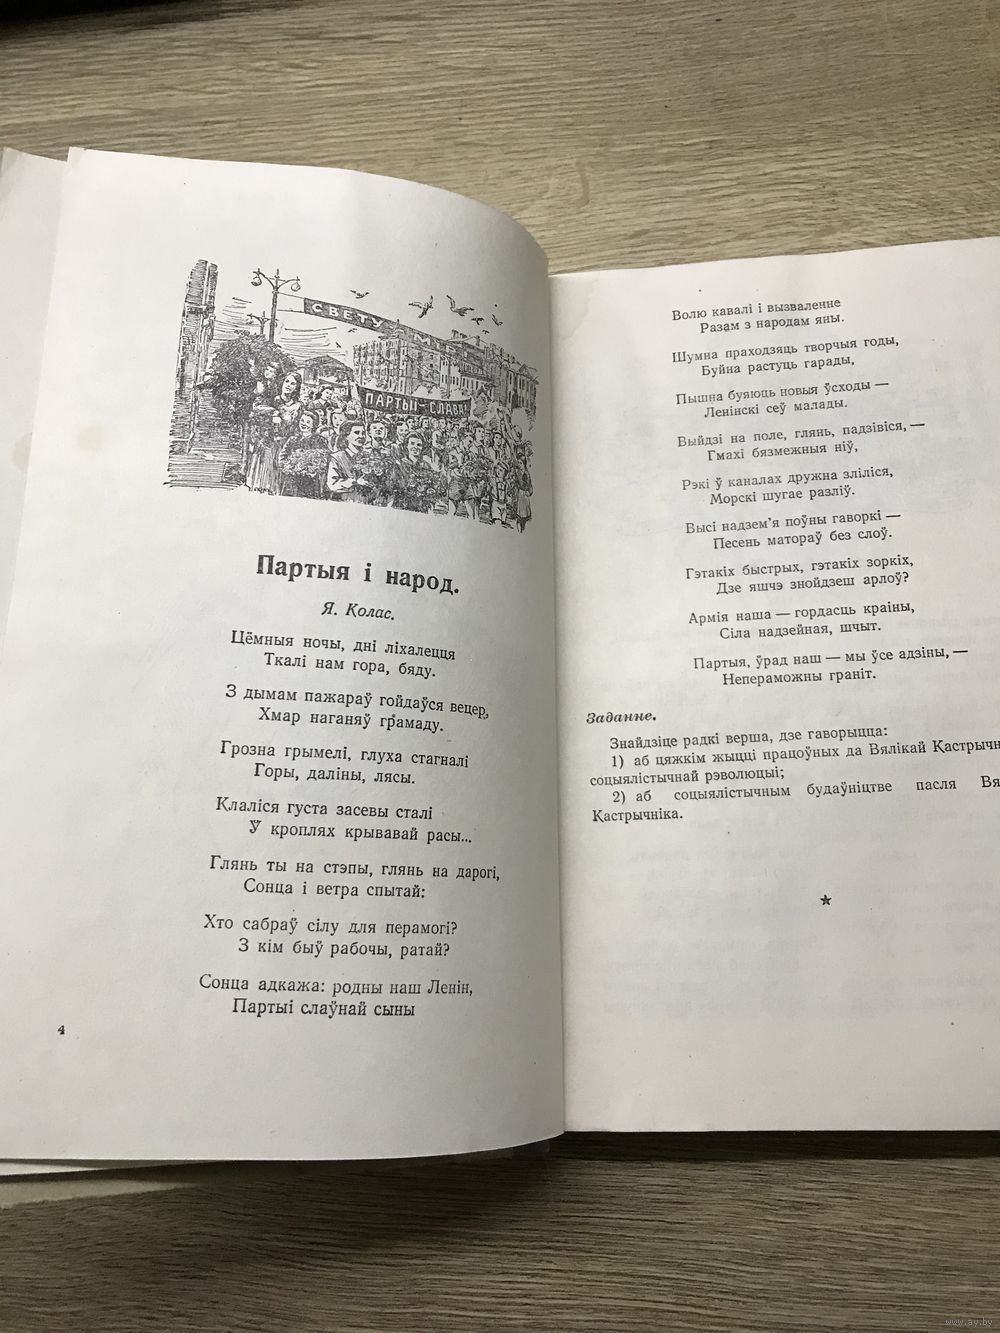 СВЕТУ
ПАРТЫІ — СЛАВА!
Партыя і народ.
Я. Колас.
Цёмныя ночы, дні ліхалецця
Ткалі нам гора, бяду.
З дымам пажараў гойдаўся вецер,
Хмар наганяў грамаду.
Грозна грымелі, глуха стагналі
Горы, даліны, лясы.
Клаліся густа засевы сталі
Ў кроплях крывавай расы...
Глянь ты на стэпы, глянь на дарогі,
Сонца і ветра спытай:
Хто сабраў сілу для перамогі?
З кім быў рабочы, ратай?
Сонца адкажа: родны наш Ленін,
Партыі слаўнай сыны
4
Волю кавалі і вызваленне
Разам з народам яны.
Шумна праходзяць творчыя годы,
Буйна растуць гарады,
Пышна буяюць новыя ўсходы —
Ленінскі сеў малады.
Выйдзі на поле, глянь, падзівіся, —
Гмахі бязмежныя ніў,
Рэкі ў каналах дружна зліліся,
Морскі шугае разліў.
Высі надзем’я поўны гаворкі —
Песень матораў без слоў.
Гэтакіх быстрых, гэтакіх зоркіх,
Дзе яшчэ знойдзеш арлоў?
Армія наша — гордасць краіны,
Сіла надзейная, шчыт.
Партыя, ўрад наш — мы ўсе адзіны, —
Непераможны граніт.
Заданне.
Знайдзіце радкі верша, дзе гаворыцца:
1) аб цяжкім жыцці працоўных да Вялікай Кастрычн
соцыялістычнай рэволюцыі;
2) аб соцыялістычным будаўніцтве пасля Вя
Кастрычніка.
www.ay.by